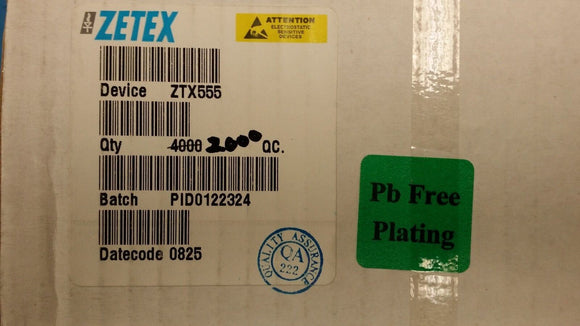 ZETEX
ATTENTION
ELECTROSTATIC
SENSITIVE
DEVICES
Device ZTX555
Qty 4000 2000 QC.
Batch PID0122324
Datecode 0825
QUALITY ASSURANCE
QA
222
Pb Free
Plating